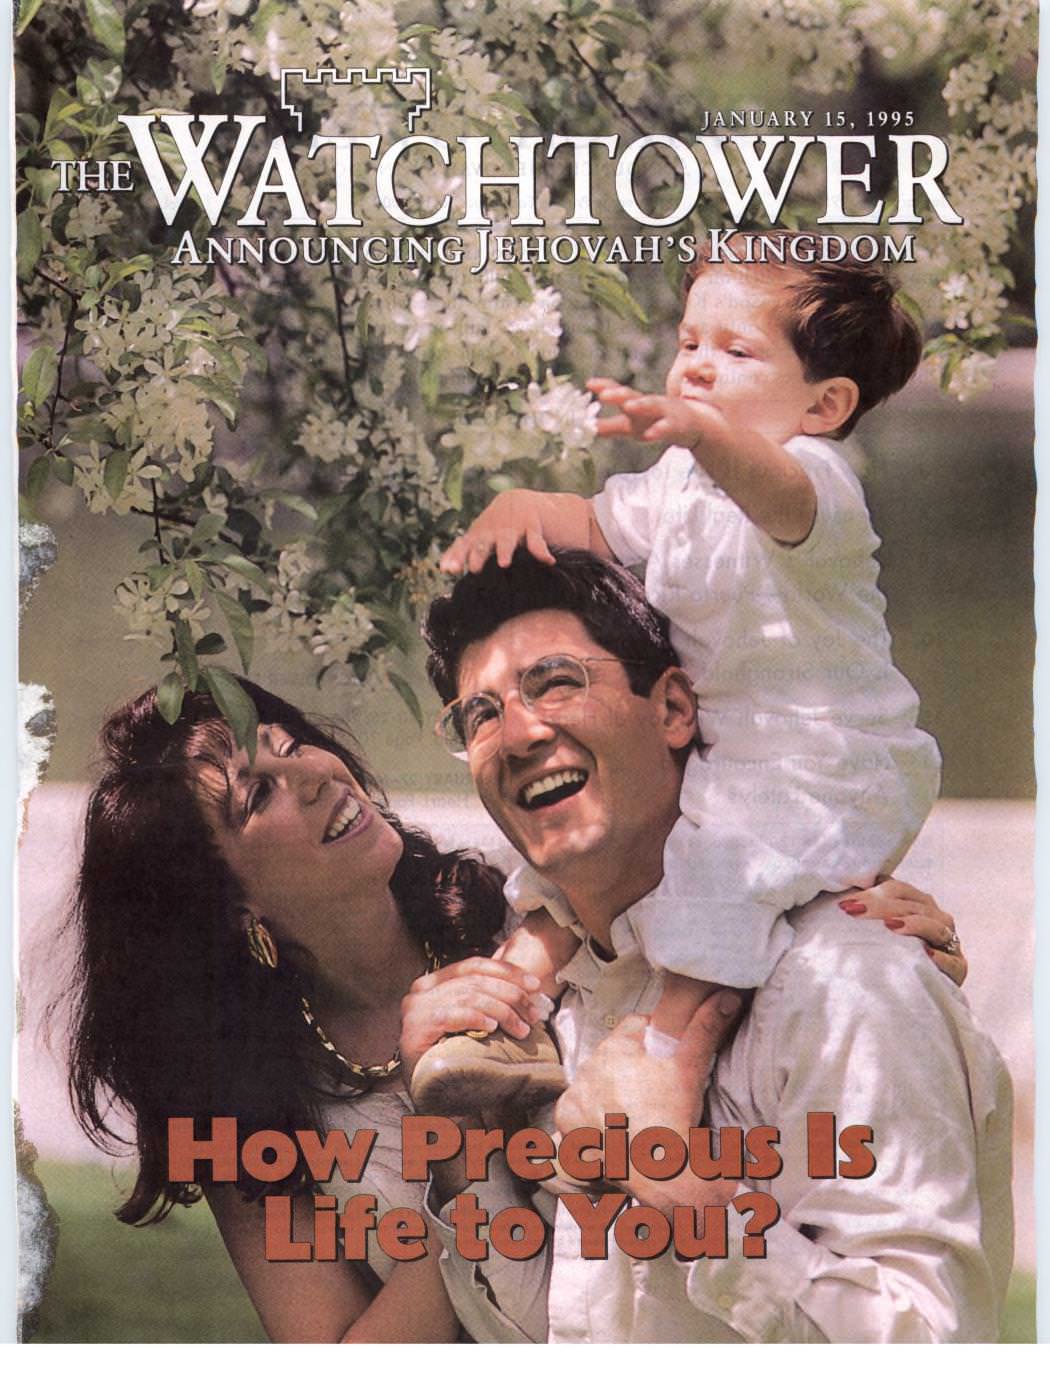 JANUARY 15, 1995
THE WATCHTOWER
ANNOUNCING JEHOVAH'S KINGDOM
How Precious Is
Life to You?